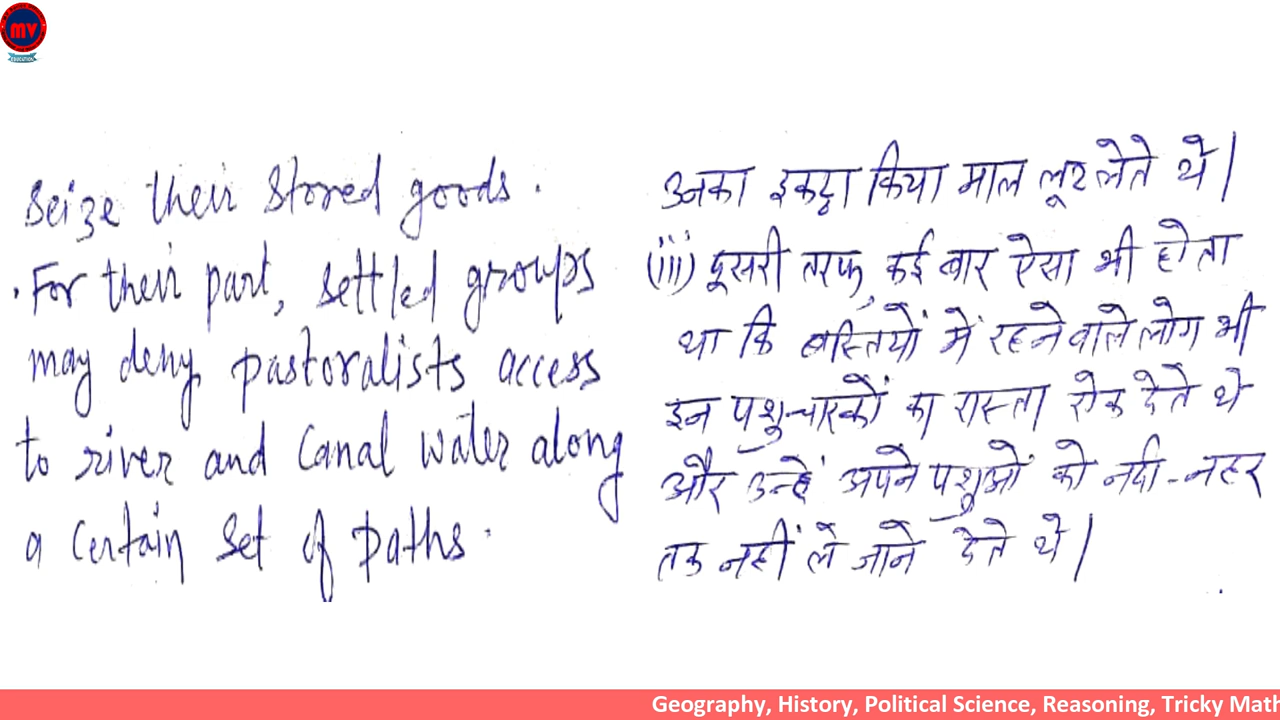 MV
EDUCATION
seize their stored goods.
· For their part, settled groups
may deny pastoralists access
to river and canal water along
a certain set of paths.
उनका इकट्ठा किया माल लूट लेते थे।
(iii) दूसरी तरफ, कई बार ऐसा भी होता
था कि बस्तियों में रहने वाले लोग भी
इन पशुचारकों का रास्ता रोक देते थे
और उन्हें अपने पशुओं को नदी-नहर
तक नहीं ले जाने देते थे।
Geography, History, Political Science, Reasoning, Tricky Math